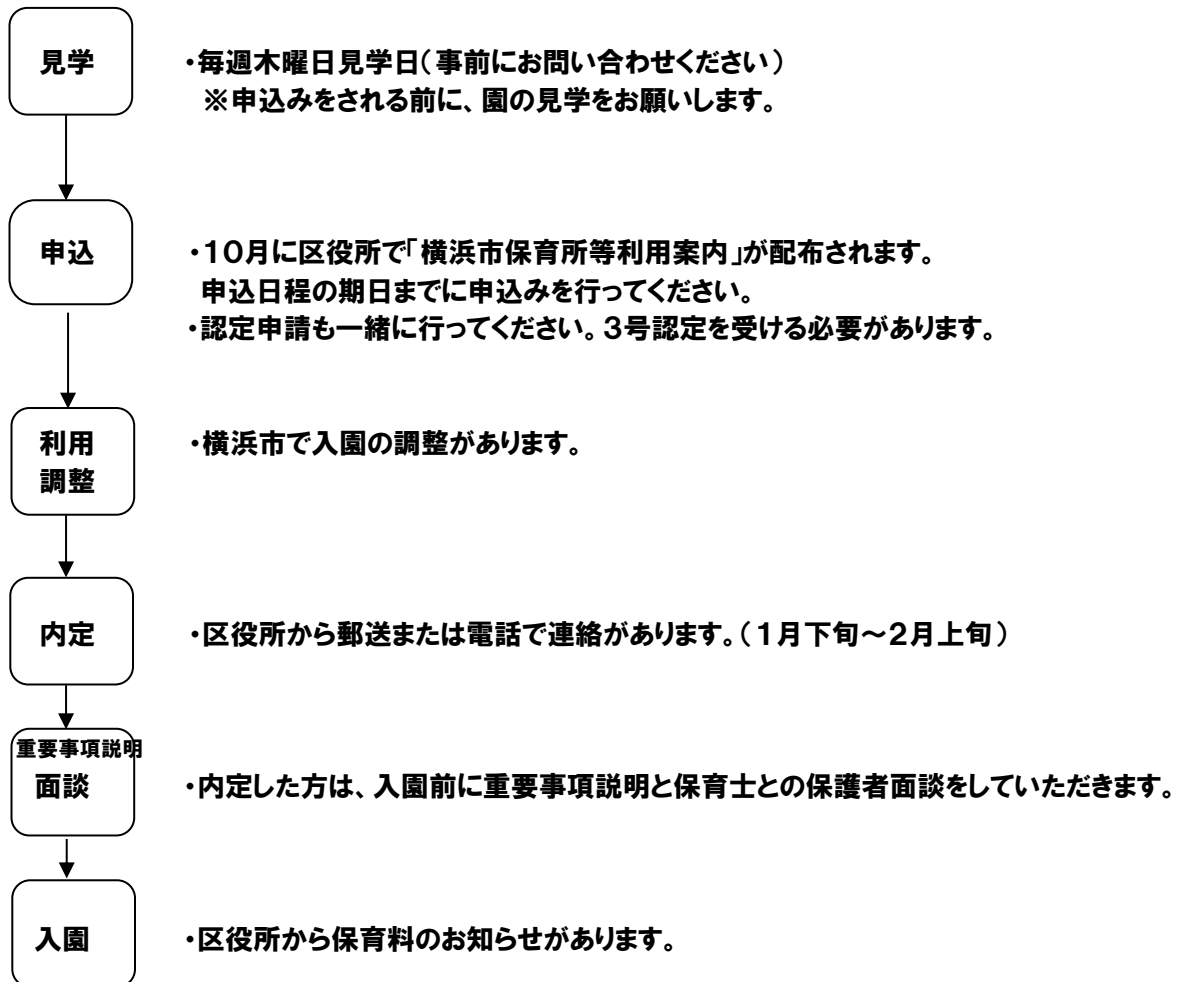 見学
・毎週木曜日見学日(事前にお問い合わせください)
※申込みをされる前に、園の見学をお願いします。
申込
・10月に区役所で「横浜市保育所等利用案内」が配布されます。
申込日程の期日までに申込みを行ってください。
・認定申請も一緒に行ってください。3号認定を受ける必要があります。
利用
調整
・横浜市で入園の調整があります。
内定
・区役所から郵送または電話で連絡があります。(1月下旬~2月上旬)
重要事項説明
面談
・内定した方は、入園前に重要事項説明と保育士との保護者面談をしていただきます。
入園
・区役所から保育料のお知らせがあります。